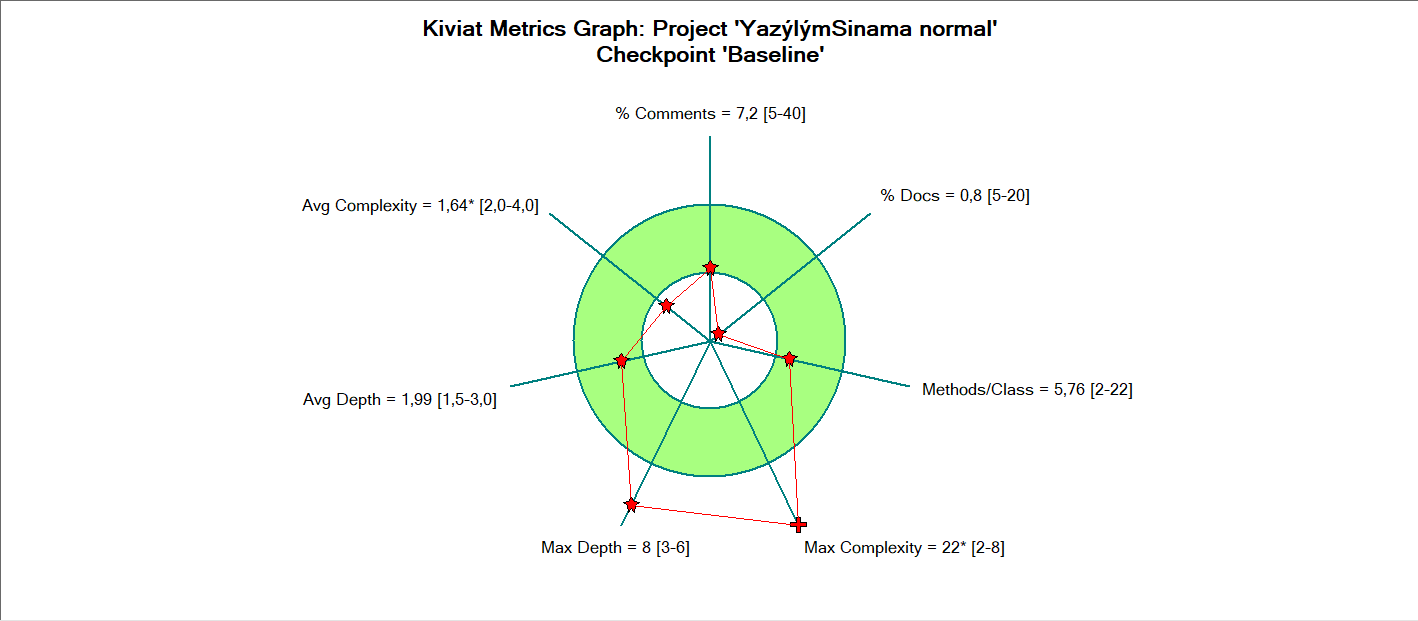 Kiviat Metrics Graph: Project 'YazýlýmSinama normal'
Checkpoint 'Baseline'
% Comments = 7,2 [5-40]
% Docs = 0,8 [5-20]
Avg Complexity = 1,64* [2,0-4,0]
Methods/Class = 5,76 [2-22]
Avg Depth = 1,99 [1,5-3,0]
Max Depth = 8 [3-6]
Max Complexity = 22* [2-8]